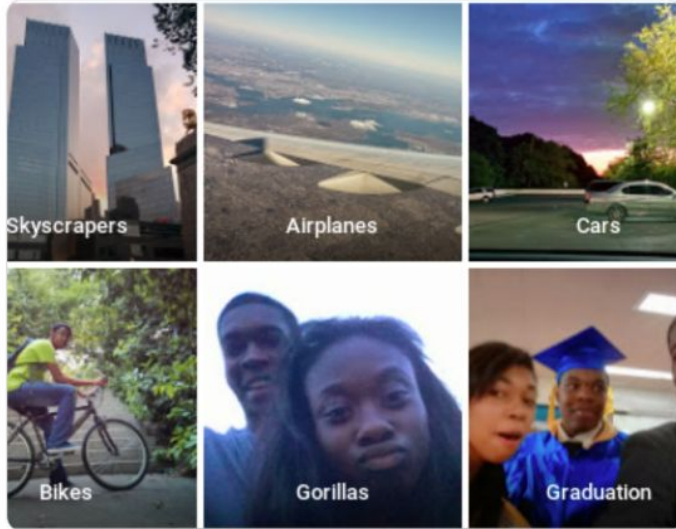 Skyscrapers
Airplanes
Cars
Bikes
Gorillas
Graduation